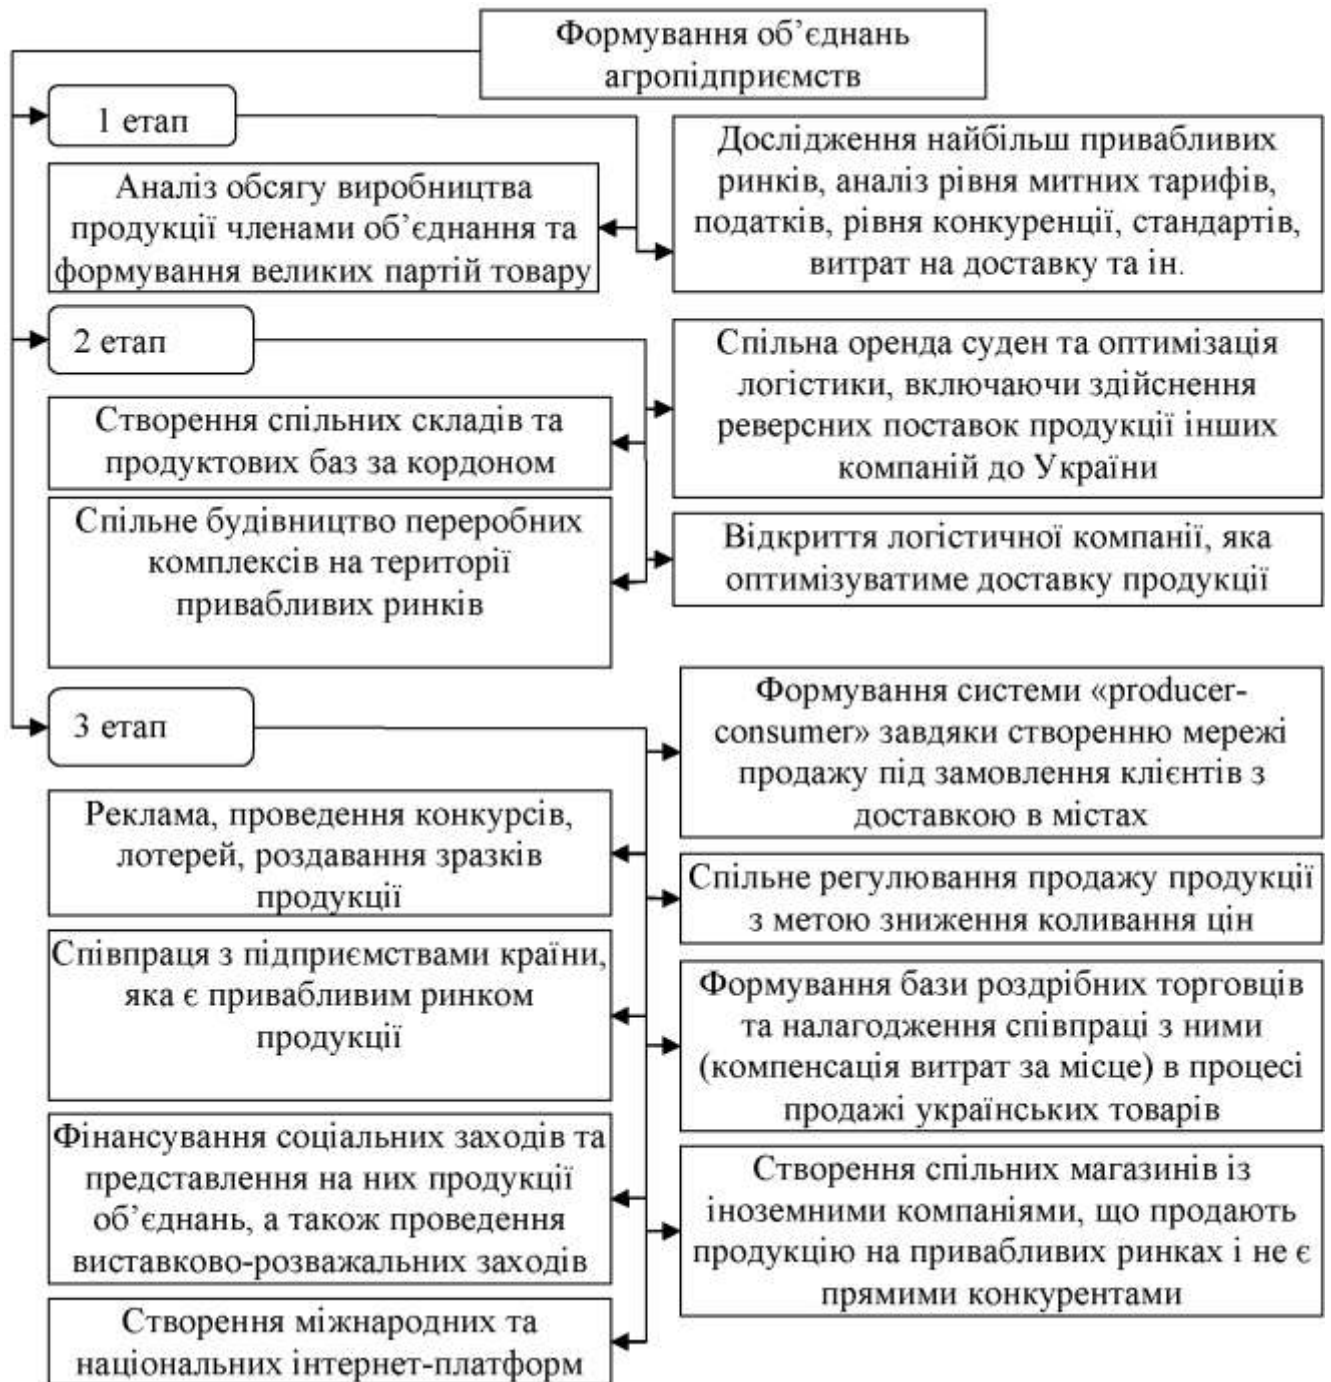 Формування об’єднань
агропідприємств
1 етап
Аналіз обсягу виробництва
продукції членами об’єднання та
формування великих партій товару
Дослідження найбільш привабливих
ринків, аналіз рівня митних тарифів,
податків, рівня конкуренції, стандартів,
витрат на доставку та ін.
2 етап
Створення спільних складів та
продуктових баз за кордоном
Спільне будівництво переробних
комплексів на території
привабливих ринків
Спільна оренда суден та оптимізація
логістики, включаючи здійснення
реверсних поставок продукції інших
компаній до України
Відкриття логістичної компанії, яка
оптимізуватиме доставку продукції
3 етап
Реклама, проведення конкурсів,
лотерей, роздавання зразків
продукції
Співпраця з підприємствами країни,
яка є привабливим ринком
продукції
Фінансування соціальних заходів та
представлення на них продукції
об’єднань, а також проведення
виставково-розважальних заходів
Створення міжнародних та
національних інтернет-платформ
Формування системи «producer-
consumer» завдяки створенню мережі
продажу під замовлення клієнтів з
доставкою в містах
Спільне регулювання продажу продукції
з метою зниження коливання цін
Формування бази роздрібних торговців
та налагодження співпраці з ними
(компенсація витрат за місце) в процесі
продажі українських товарів
Створення спільних магазинів із
іноземними компаніями, що продають
продукцію на привабливих ринках і не є
прямими конкурентами